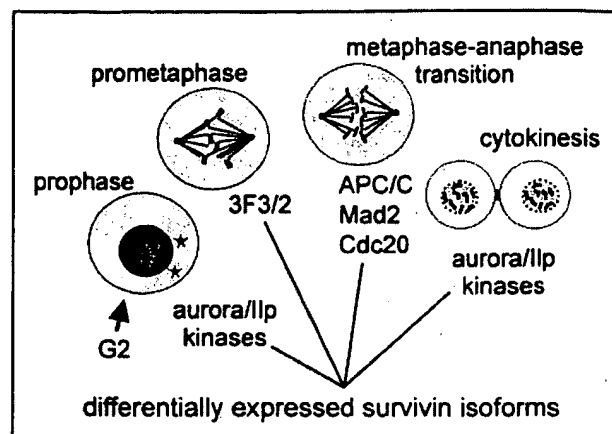 metaphase-anaphase
transition
prometaphase
cytokinesis
prophase
3F3/2
APC/C
Mad2
Cdc20
aurora/Ilp
kinases
aurora/Ilp
kinases
G2
differentially expressed survivin isoforms